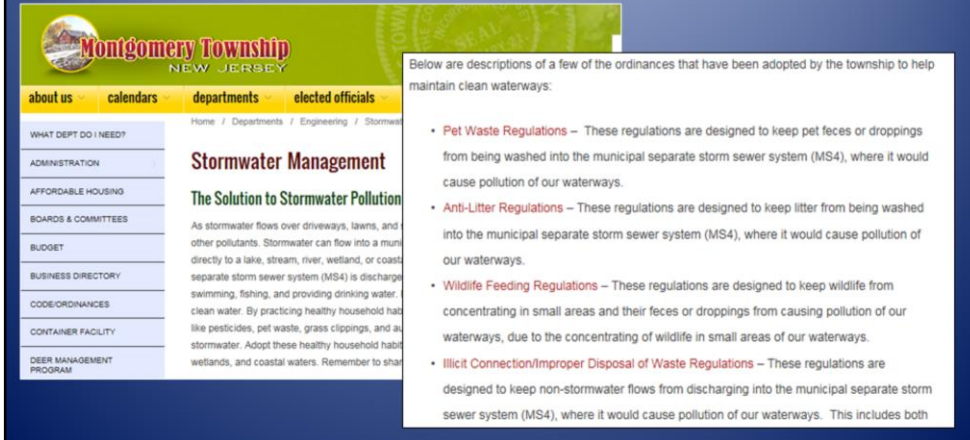 Montgomery Township
NEW JERSEY
about us
calendars
departments
elected officials
Home / Departments / Engineering /
WHAT DEPT DO I NEED?
ADMINISTRATION
AFFORDABLE HOUSING
BOARDS & COMMITTEES
BUDGET
BUSINESS DIRECTORY
CODE/ORDINANCES
CONTAINER FACILITY
DEER MANAGEMENT
PROGRAM
Stormwater Management
The Solution to Stormwater Pollution
As stormwater flows over driveways, lawns, and
other pollutants. Stormwater can flow into a
directly to a lake, stream, river, wetland, or
separate storm sewer system (MS4) is
swimming, fishing, and providing drinking water.
clean water. By practicing healthy household
like pesticides, pet waste, grass clippings, and
stormwater. Adopt these healthy household
wetlands, and coastal waters. Remember to
Below are descriptions of a few of the ordinances that have been adopted by the township to help
maintain clean waterways:
• Pet Waste Regulations – These regulations are designed to keep pet feces or droppings
from being washed into the municipal separate storm sewer system (MS4), where it would
cause pollution of our waterways.
• Anti-Litter Regulations – These regulations are designed to keep litter from being washed
into the municipal separate storm sewer system (MS4), where it would cause pollution of
our waterways.
• Wildlife Feeding Regulations – These regulations are designed to keep wildlife from
concentrating in small areas and their feces or droppings from causing pollution of our
waterways, due to the concentrating of wildlife in small areas of our waterways.
• Illicit Connection/Improper Disposal of Waste Regulations – These regulations are
designed to keep non-stormwater flows from discharging into the municipal separate storm
sewer system (MS4), where it would cause pollution of our waterways. This includes both